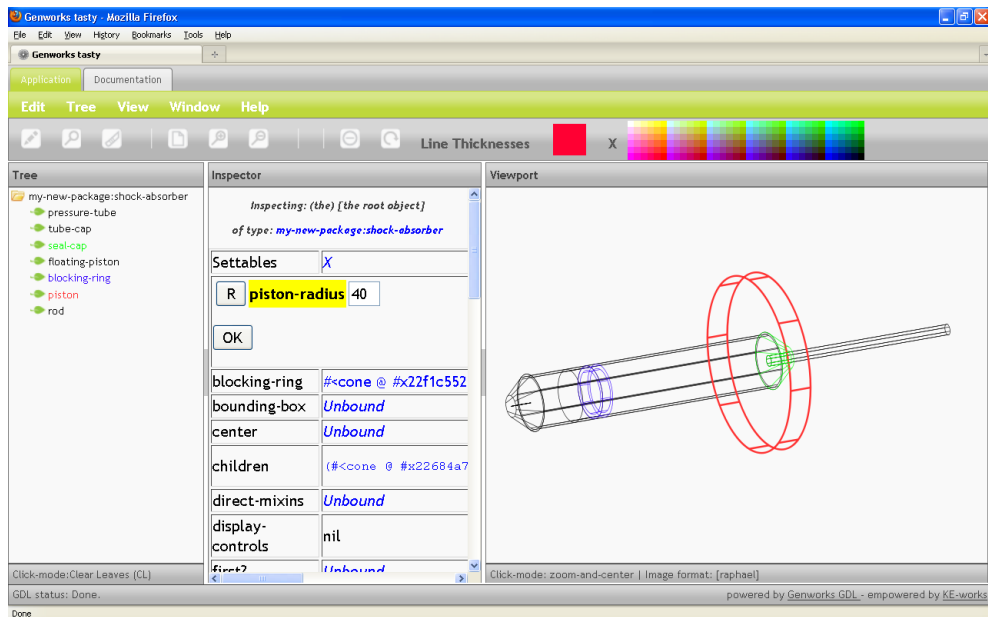 Genworks tasty - Mozilla Firefox
File Edit View History Bookmarks Tools Help
Genworks tasty
Application Documentation
Edit Tree View Window Help
Line Thicknesses X
Tree
my-new-package:shock-absorber
pressure-tube
tube-cap
seal-cap
floating-piston
blocking-ring
piston
rod
Click-mode:Clear Leaves (CL)
Inspector
Inspecting: (the) [the root object]
of type: my-new-package:shock-absorber
Settables X
R piston-radius 40
OK
blocking-ring #<cone @ #x22f1c552
bounding-box Unbound
center Unbound
children (#<cone @ #x22684a7
direct-mixins Unbound
display-
controls nil
first? Unbound
Viewport
Click-mode: zoom-and-center | Image format: [raphael]
GDL status: Done.
powered by Genworks GDL - empowered by KE-works
Done